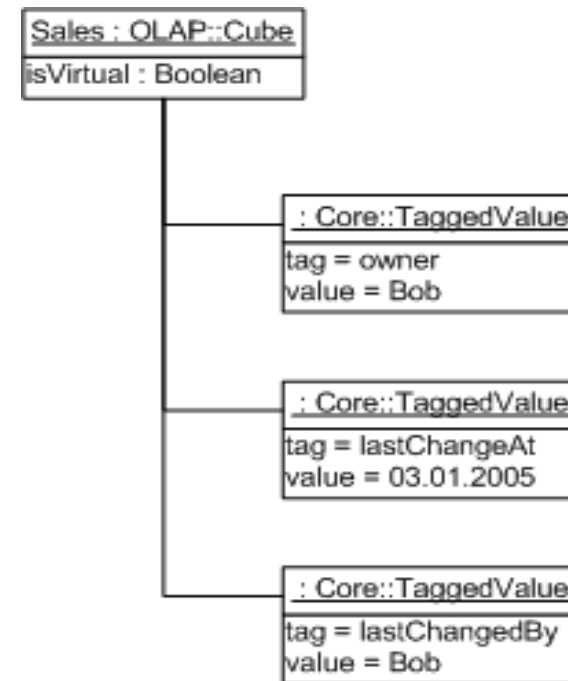 Sales : OLAP::Cube
isVirtual : Boolean
: Core::TaggedValue
tag = owner
value = Bob
: Core::TaggedValue
tag = lastChangeAt
value = 03.01.2005
: Core::TaggedValue
tag = lastChangedBy
value = Bob